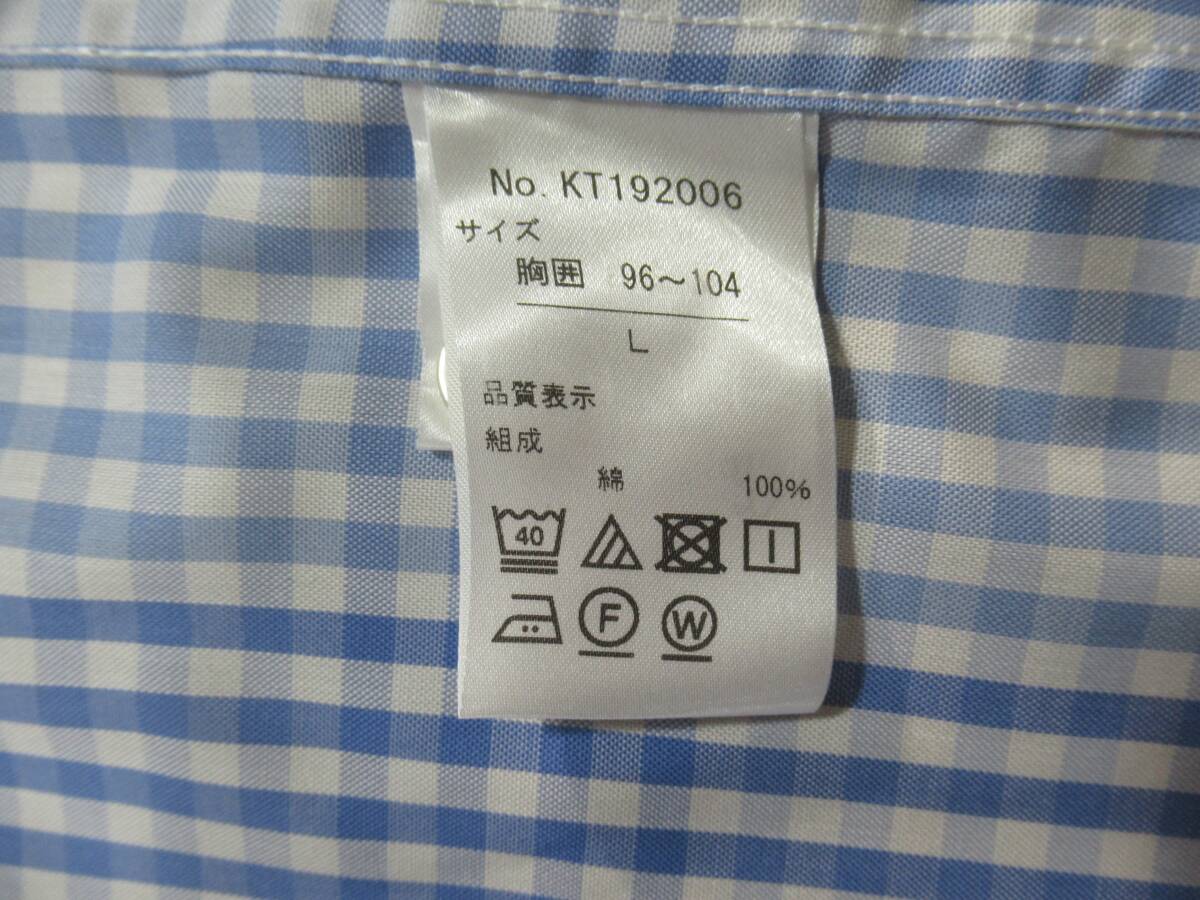 No. KT192006
サイズ
胸囲 96～104
L
品質表示
組成
綿 100%
40
F W